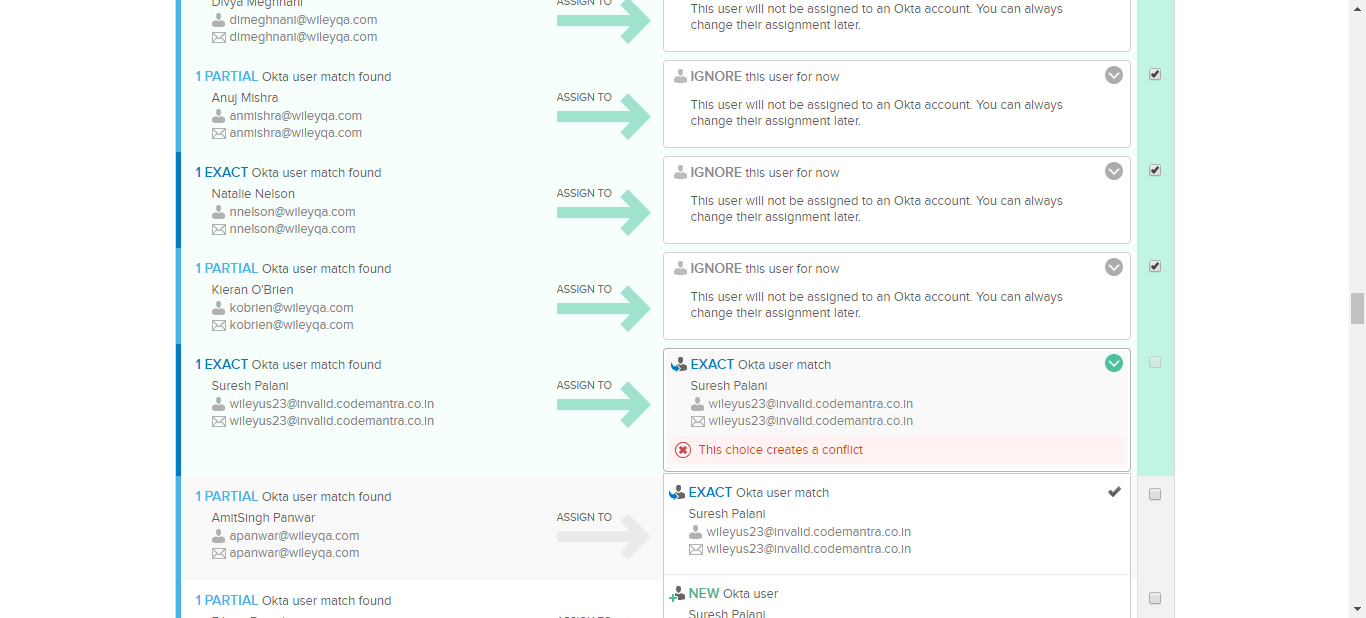 Divya Meghnani
dimeghnani@wileyqa.com
dimeghnani@wileyqa.com
ASSIGN TO
This user will not be assigned to an Okta account. You can always
change their assignment later.
1 PARTIAL Okta user match found
Anuj Mishra
anmishra@wileyqa.com
anmishra@wileyqa.com
ASSIGN TO
IGNORE this user for now
This user will not be assigned to an Okta account. You can always
change their assignment later.
1 EXACT Okta user match found
Natalie Nelson
nnelson@wileyqa.com
nnelson@wileyqa.com
ASSIGN TO
IGNORE this user for now
This user will not be assigned to an Okta account. You can always
change their assignment later.
1 PARTIAL Okta user match found
Kieran O'Brien
kobrien@wileyqa.com
kobrien@wileyqa.com
ASSIGN TO
IGNORE this user for now
This user will not be assigned to an Okta account. You can always
change their assignment later.
1 EXACT Okta user match found
Suresh Palani
wileyus23@invalid.codemantra.co.in
wileyus23@invalid.codemantra.co.in
ASSIGN TO
EXACT Okta user match
Suresh Palani
wileyus23@invalid.codemantra.co.in
wileyus23@invalid.codemantra.co.in
This choice creates a conflict
1 PARTIAL Okta user match found
AmitSingh Panwar
apanwar@wileyqa.com
apanwar@wileyqa.com
ASSIGN TO
EXACT Okta user match
Suresh Palani
wileyus23@invalid.codemantra.co.in
wileyus23@invalid.codemantra.co.in
1 PARTIAL Okta user match found
ASSIGN TO
NEW Okta user
Suresh Palani